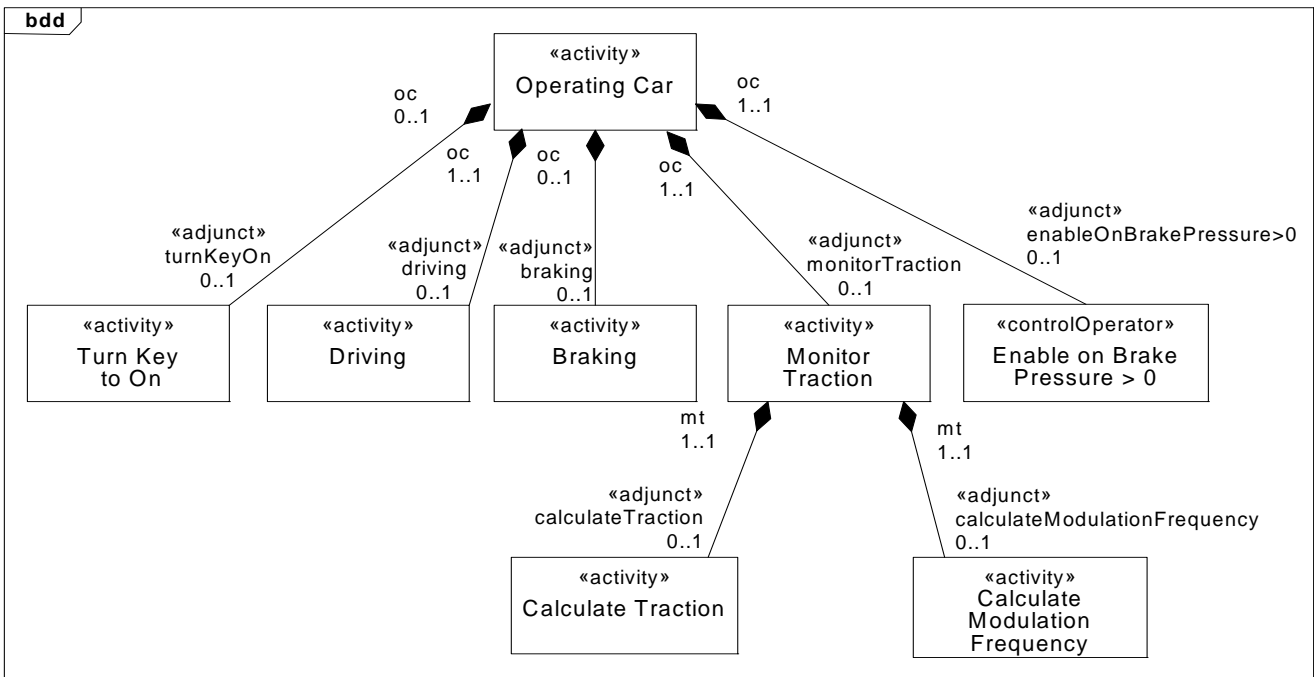 bdd
«activity»
Operating Car
oc
0..1
oc
1..1
oc
0..1
oc
1..1
oc
1..1
«adjunct»
turnKeyOn
0..1
«adjunct»
driving
0..1
«adjunct»
braking
0..1
«adjunct»
monitorTraction
0..1
«adjunct»
enableOnBrakePressure>0
0..1
«activity»
Turn Key
to On
«activity»
Driving
«activity»
Braking
«activity»
Monitor
Traction
«controlOperator»
Enable on Brake
Pressure > 0
mt
1..1
mt
1..1
«adjunct»
calculateTraction
0..1
«adjunct»
calculateModulationFrequency
0..1
«activity»
Calculate Traction
«activity»
Calculate
Modulation
Frequency